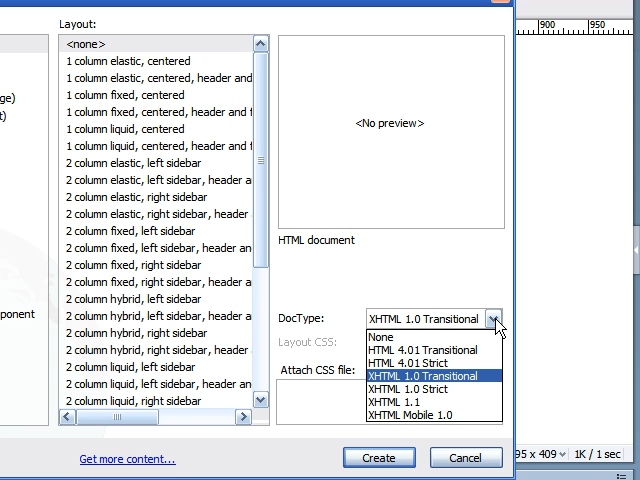 Layout:
900
950
ge)
t)
ponent
<none>
1 column elastic, centered
1 column elastic, centered, header and
1 column fixed, centered
1 column fixed, centered, header and f
1 column liquid, centered
1 column liquid, centered, header and f
2 column elastic, left sidebar
2 column elastic, left sidebar, header a
2 column elastic, right sidebar
2 column elastic, right sidebar, header
2 column fixed, left sidebar
2 column fixed, left sidebar, header an
2 column fixed, right sidebar
2 column fixed, right sidebar, header a
2 column hybrid, left sidebar
2 column hybrid, left sidebar, header a
2 column hybrid, right sidebar
2 column hybrid, right sidebar, header
2 column liquid, left sidebar
2 column liquid, left sidebar, header an
2 column liquid, right sidebar
<No preview>
HTML document
DocType:
XHTML 1.0 Transitional
None
HTML 4.01 Transitional
HTML 4.01 Strict
XHTML 1.0 Transitional
XHTML 1.0 Strict
XHTML 1.1
XHTML Mobile 1.0
Layout CSS:
Attach CSS file:
Get more content...
Create
Cancel
95 x 409
1K / 1 sec